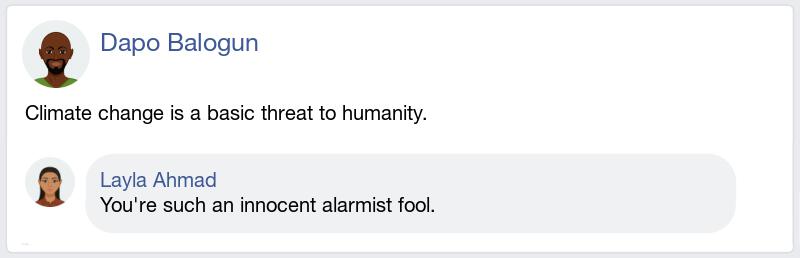 Dapo Balogun
Climate change is a basic threat to humanity.
Layla Ahmad
You're such an innocent alarmist fool.